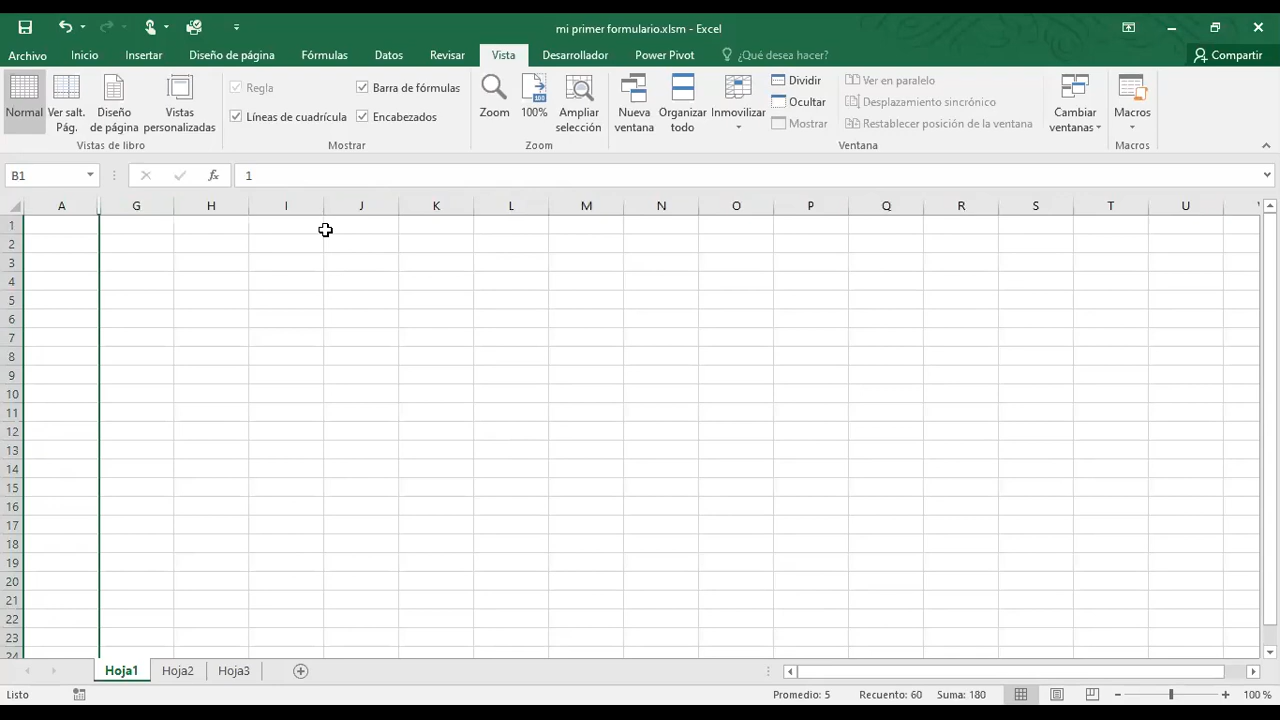 mi primer formulario.xlsm - Excel
Archivo Inicio Insertar Diseño de página Fórmulas Datos Revisar Vista Desarrollador Power Pivot ¿Qué desea hacer? Compartir
Normal
Ver salt. Pág.
Diseño de página
Vistas personalizadas
Vistas de libro
Regla
Líneas de cuadrícula
Barra de fórmulas
Encabezados
Mostrar
Zoom
100%
Ampliar selección
Zoom
Nueva ventana
Organizar todo
Inmovilizar
Dividir
Ocultar
Mostrar
Ver en paralelo
Desplazamiento sincrónico
Restablecer posición de la ventana
Cambiar ventanas
Ventana
Macros
Macros
B1 fx 1
A G H I J K L M N O P Q R S T U
1
2
3
4
5
6
7
8
9
10
11
12
13
14
15
16
17
18
19
20
21
22
23
24
Hoja1 Hoja2 Hoja3
Listo Promedio: 5 Recuento: 60 Suma: 180 100 %